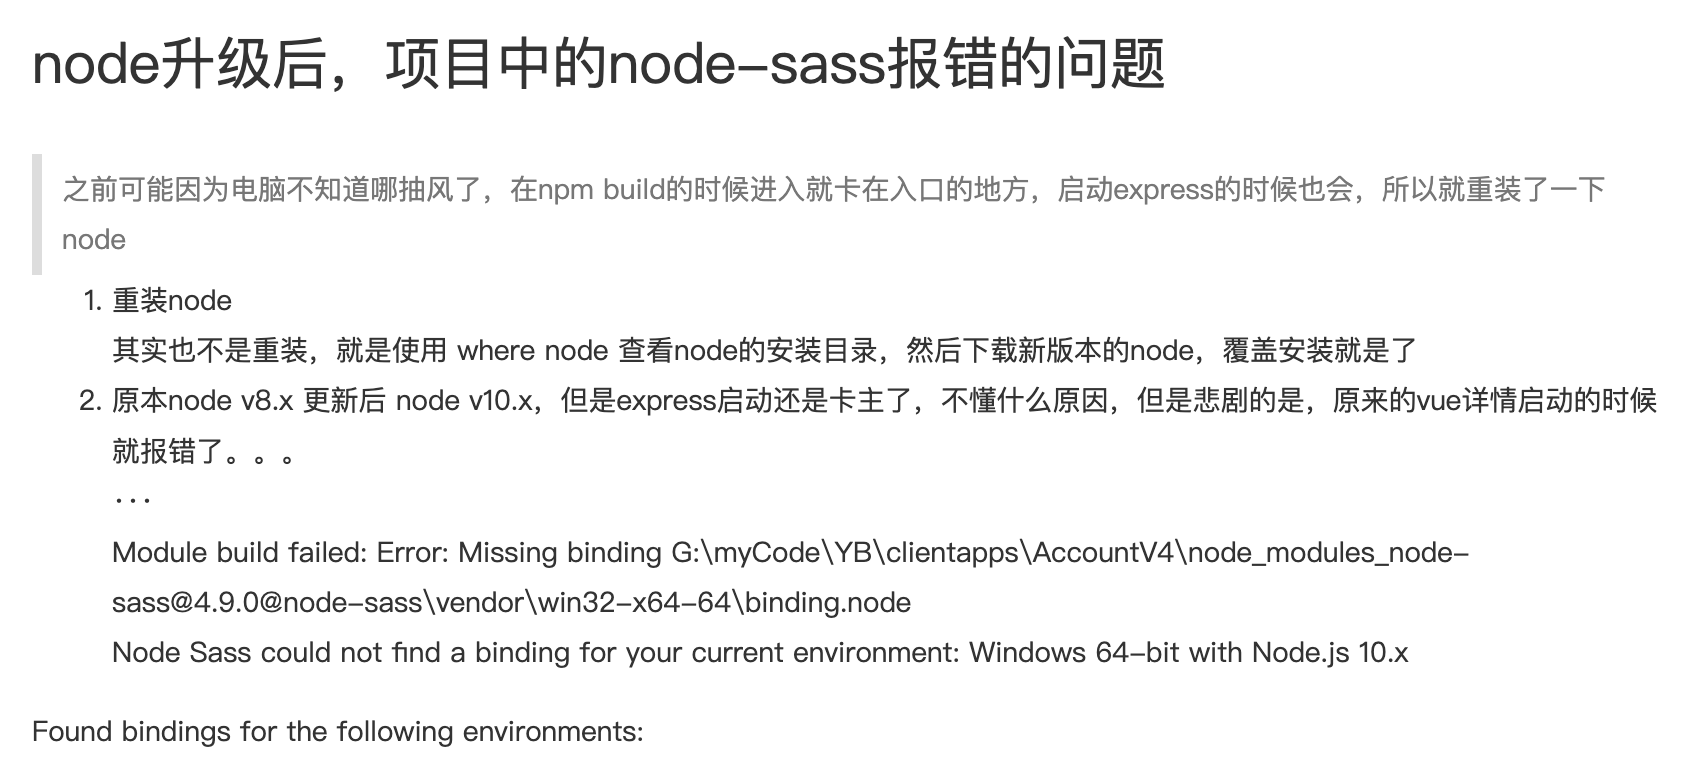 node升级后，项目中的node-sass报错的问题
之前可能因为电脑不知道哪抽风了，在npm build的时候进入就卡在入口的地方，启动express的时候也会，所以就重装了一下
node
1. 重装node
其实也不是重装，就是使用 where node 查看node的安装目录，然后下载新版本的node，覆盖安装就是了
2. 原本node v8.x 更新后 node v10.x，但是express启动还是卡主了，不懂什么原因，但是悲剧的是，原来的vue详情启动的时候
就报错了。。。
···
Module build failed: Error: Missing binding G:\myCode\YB\clientapps\AccountV4\node_modules_node-
sass@4.9.0@node-sass\vendor\win32-x64-64\binding.node
Node Sass could not find a binding for your current environment: Windows 64-bit with Node.js 10.x
Found bindings for the following environments: